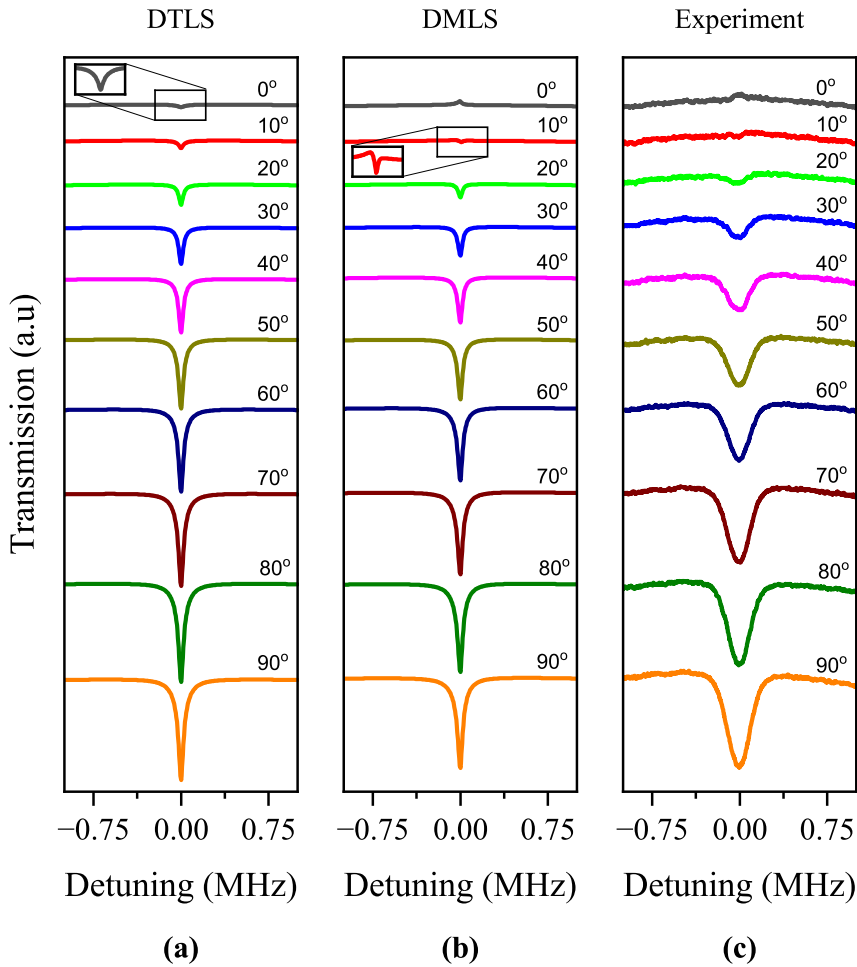 DTLS DMLS Experiment
0° 0° 0°
10° 10° 10°
20° 20° 20°
30° 30° 30°
40° 40° 40°
50° 50° 50°
60° 60° 60°
70° 70° 70°
80° 80° 80°
90° 90° 90°
Transmission (a.u)
−0.75 0.00 0.75 −0.75 0.00 0.75 −0.75 0.00 0.75
Detuning (MHz) Detuning (MHz) Detuning (MHz)
(a) (b) (c)